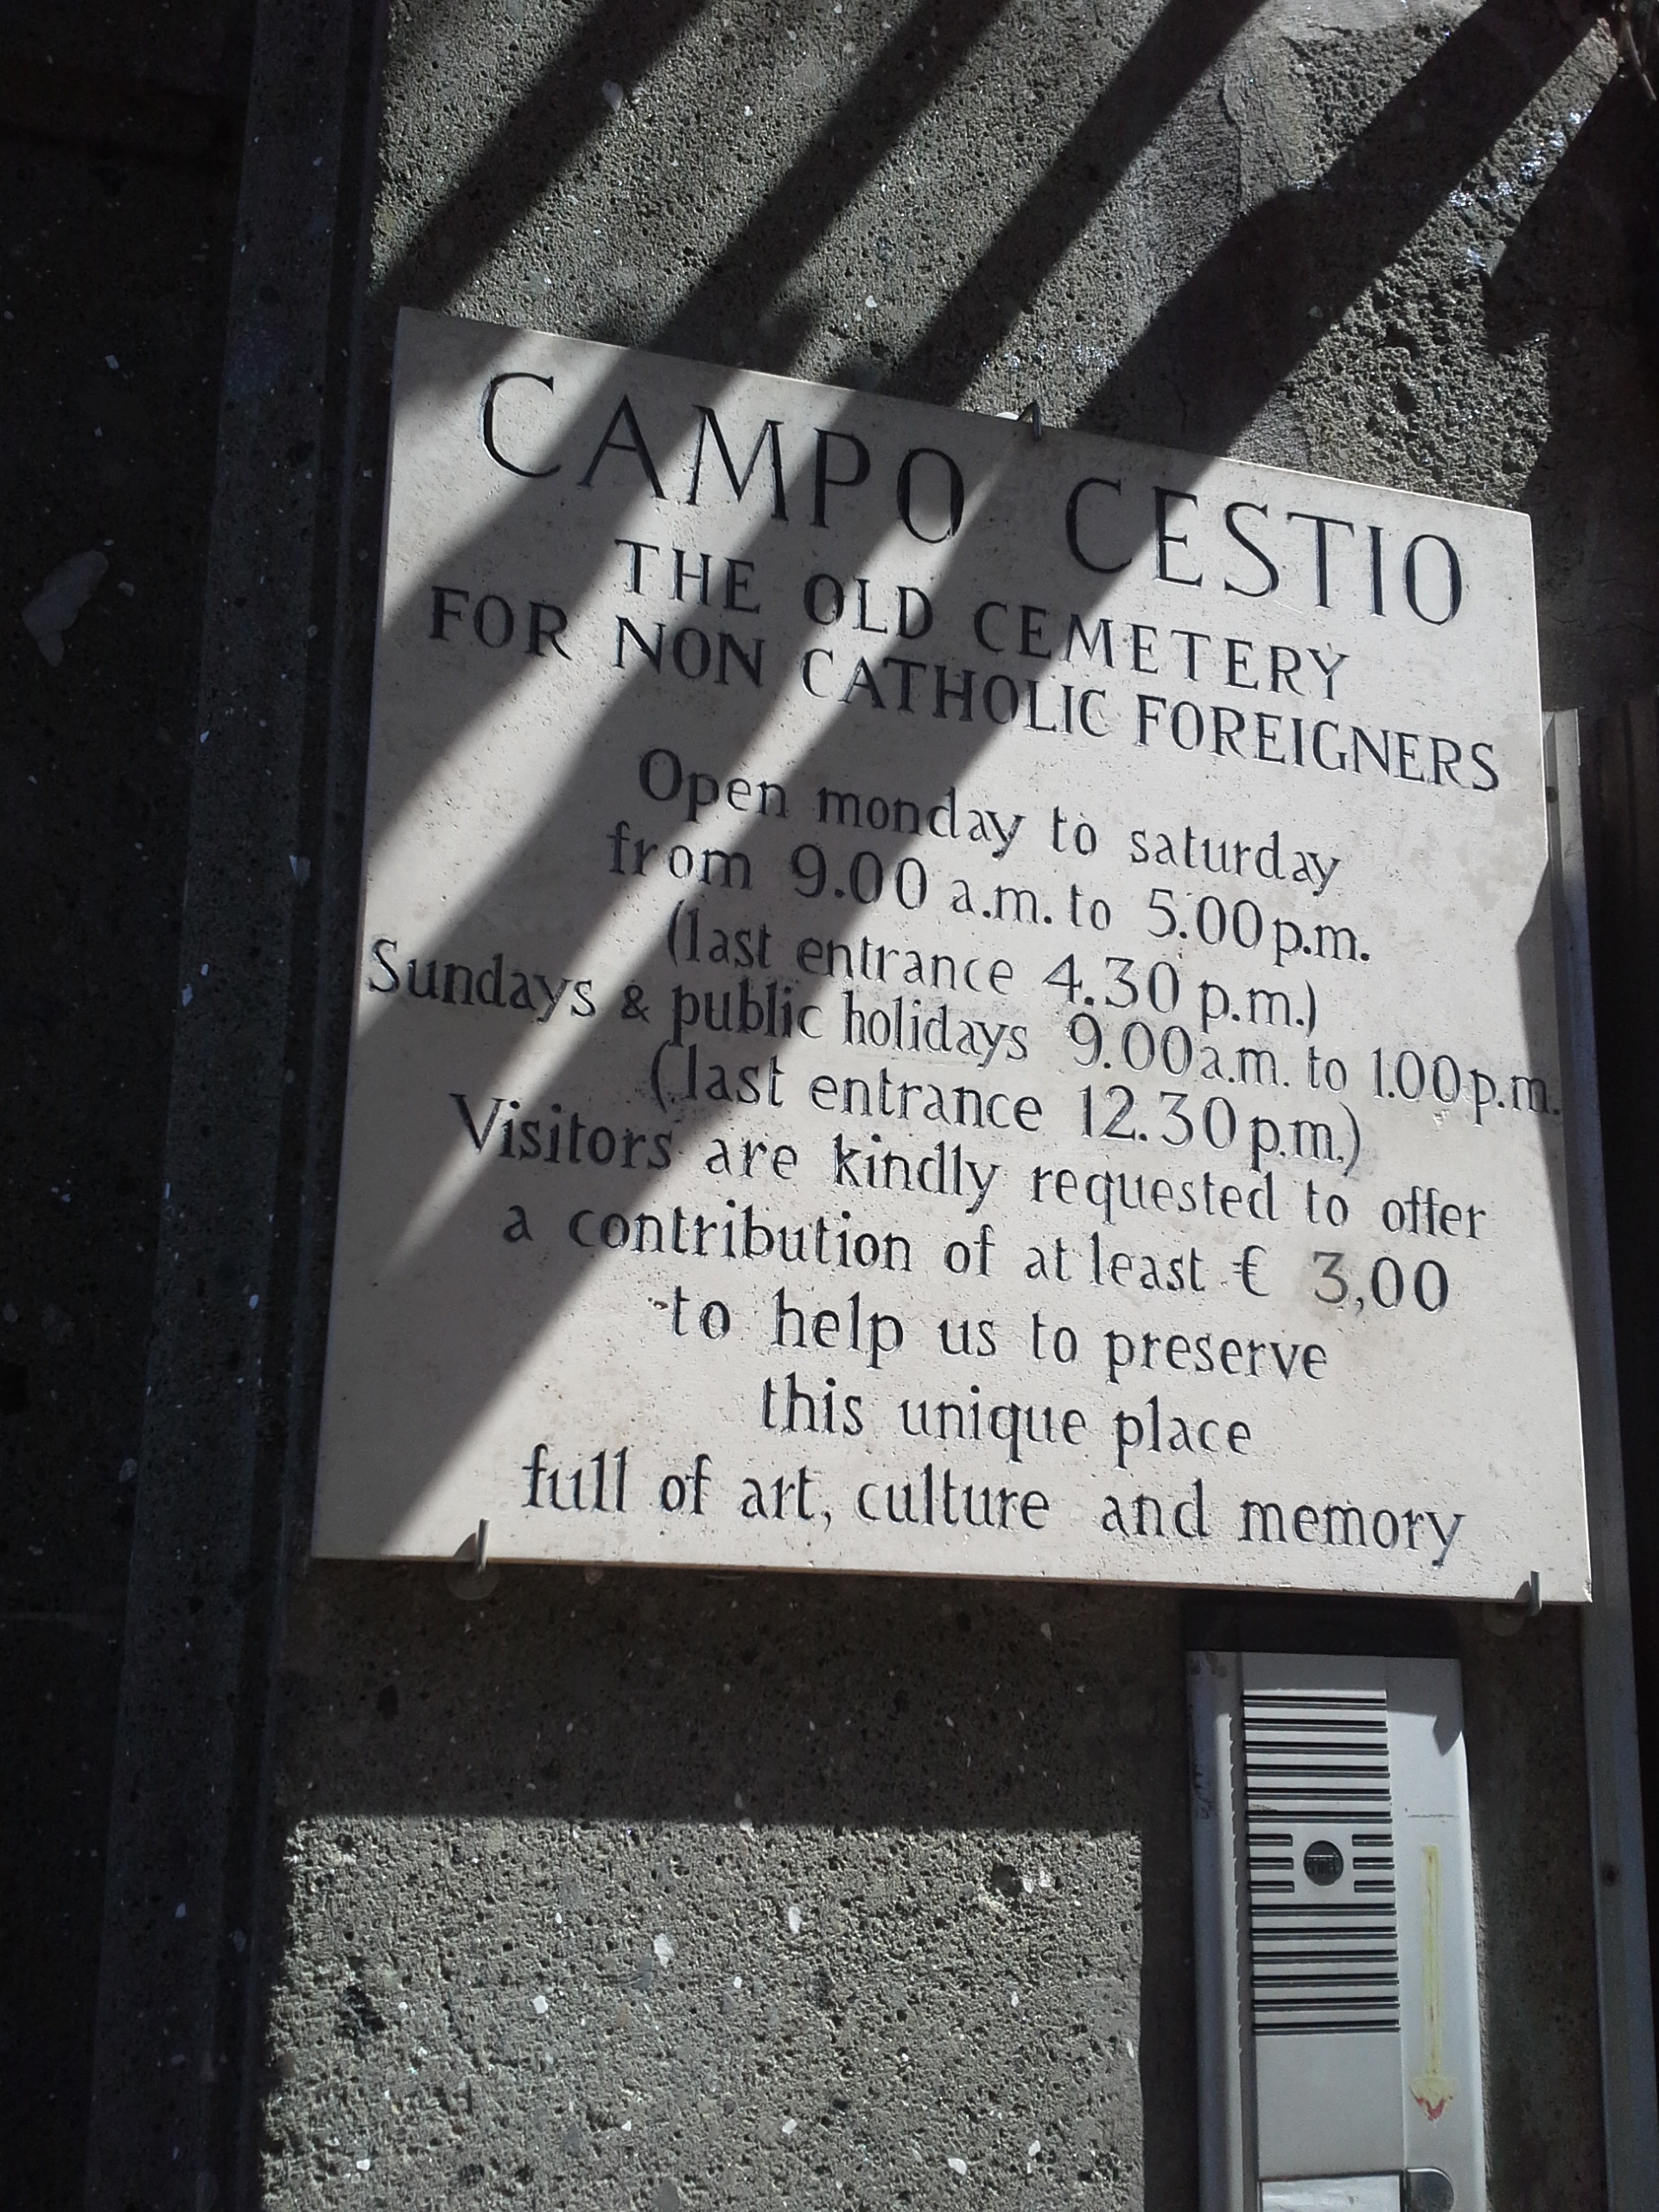 CAMPO CESTIO
THE OLD CEMETERY
FOR NON CATHOLIC FOREIGNERS
Open monday to saturday
from 9.00 a.m. to 5.00 p.m.
(last entrance 4.30 p.m.)
Sundays & public holidays 9.00 a.m. to 1.00 p.m.
(last entrance 12.30 p.m.)
Visitors are kindly requested to offer
a contribution of at least € 3,00
to help us to preserve
this unique place
full of art, culture and memory